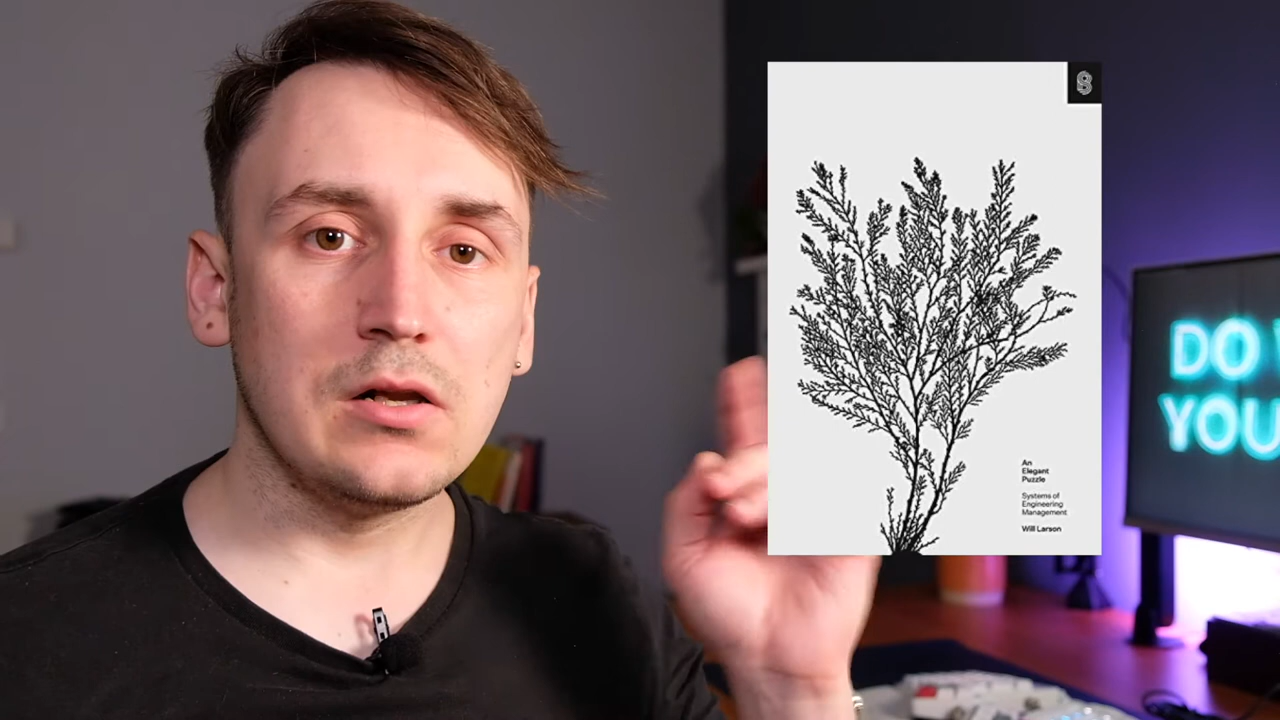 An
Elegant
Puzzle
Systems of
Engineering
Management
Will Larson
DO
YOU